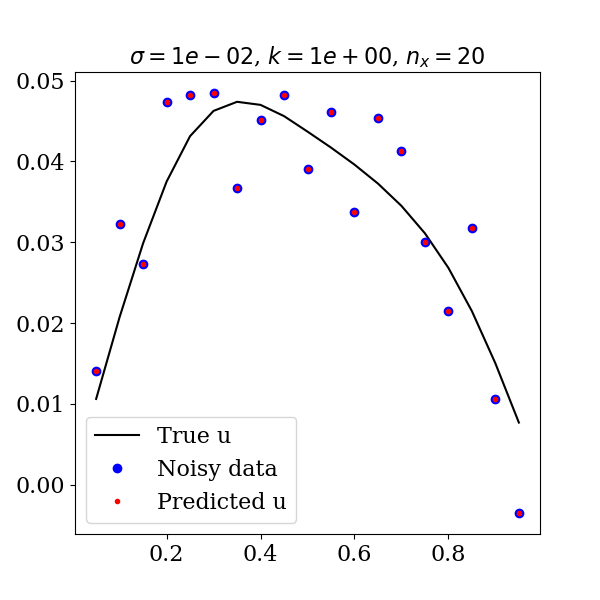 σ = 1e − 02, k = 1e + 00, nₓ = 20
0.05
0.04
0.03
0.02
0.01
0.00
True u
Noisy data
Predicted u
0.2 0.4 0.6 0.8